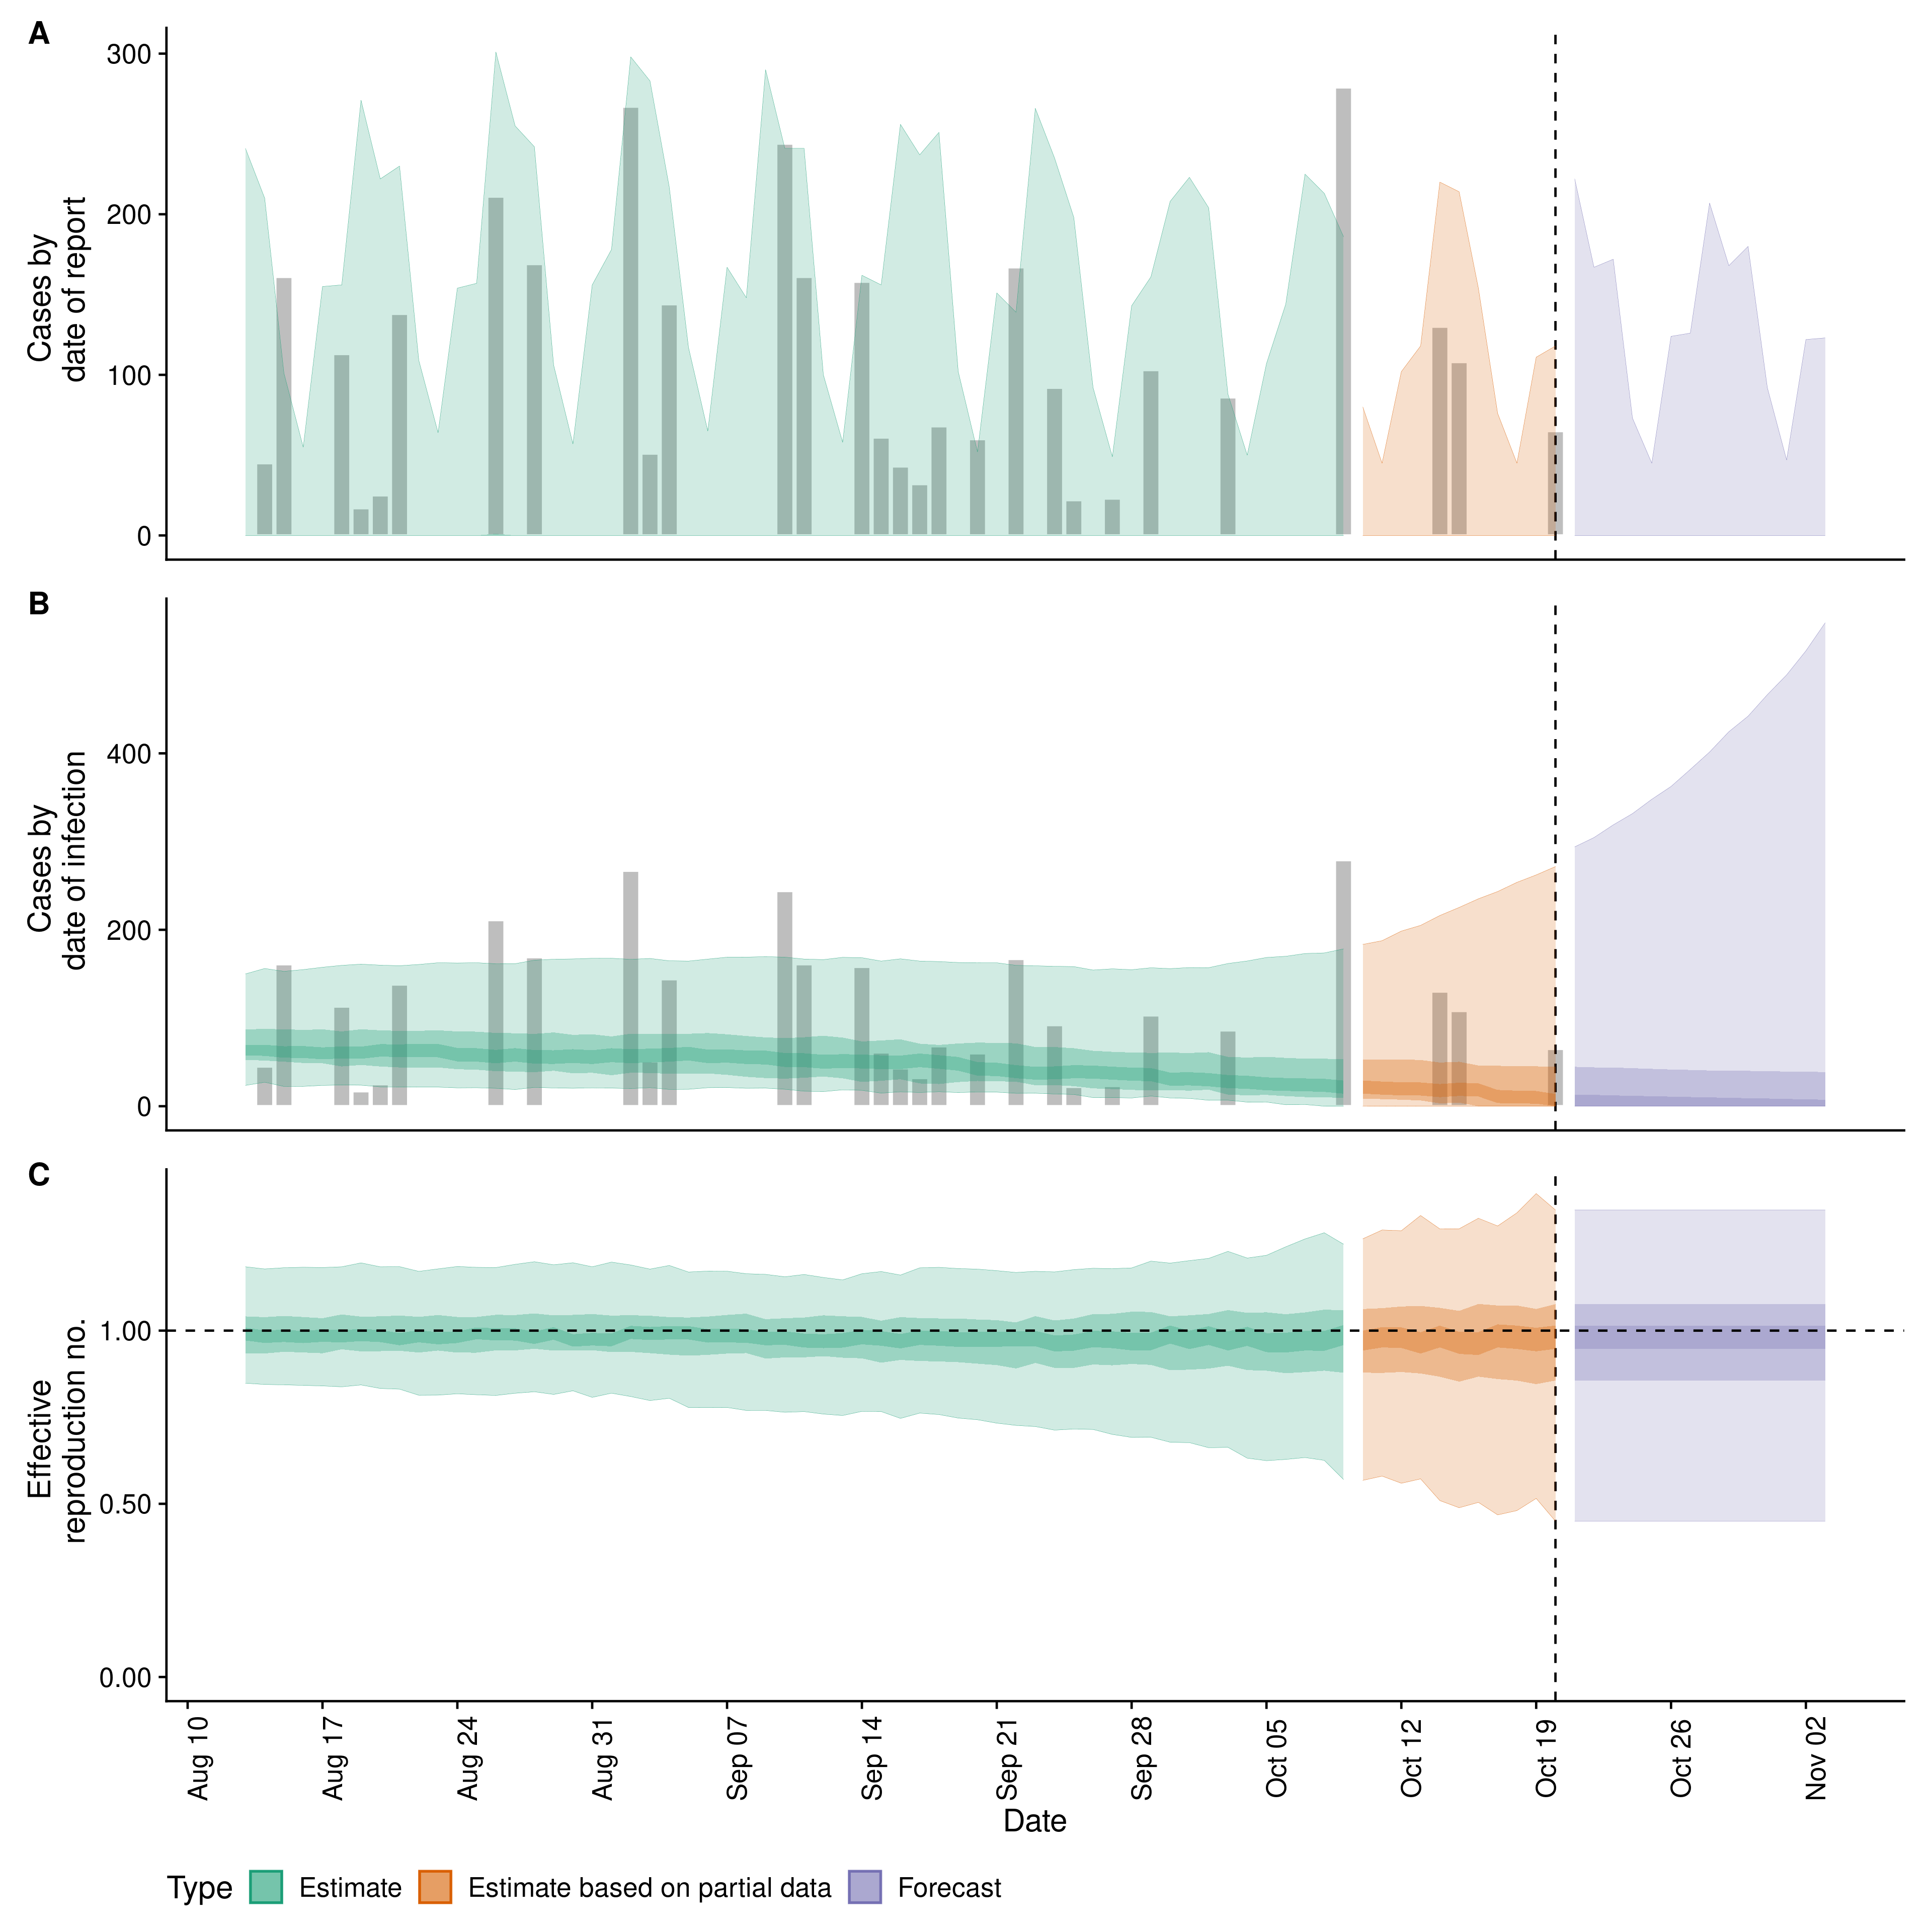 A
Cases by
date of report
300
200
100
0
B
Cases by
date of infection
400
200
0
C
Effective
reproduction no.
1.00
0.50
0.00
Aug 10
Aug 17
Aug 24
Aug 31
Sep 07
Sep 14
Sep 21
Sep 28
Oct 05
Oct 12
Oct 19
Oct 26
Nov 02
Date
Type Estimate Estimate based on partial data Forecast